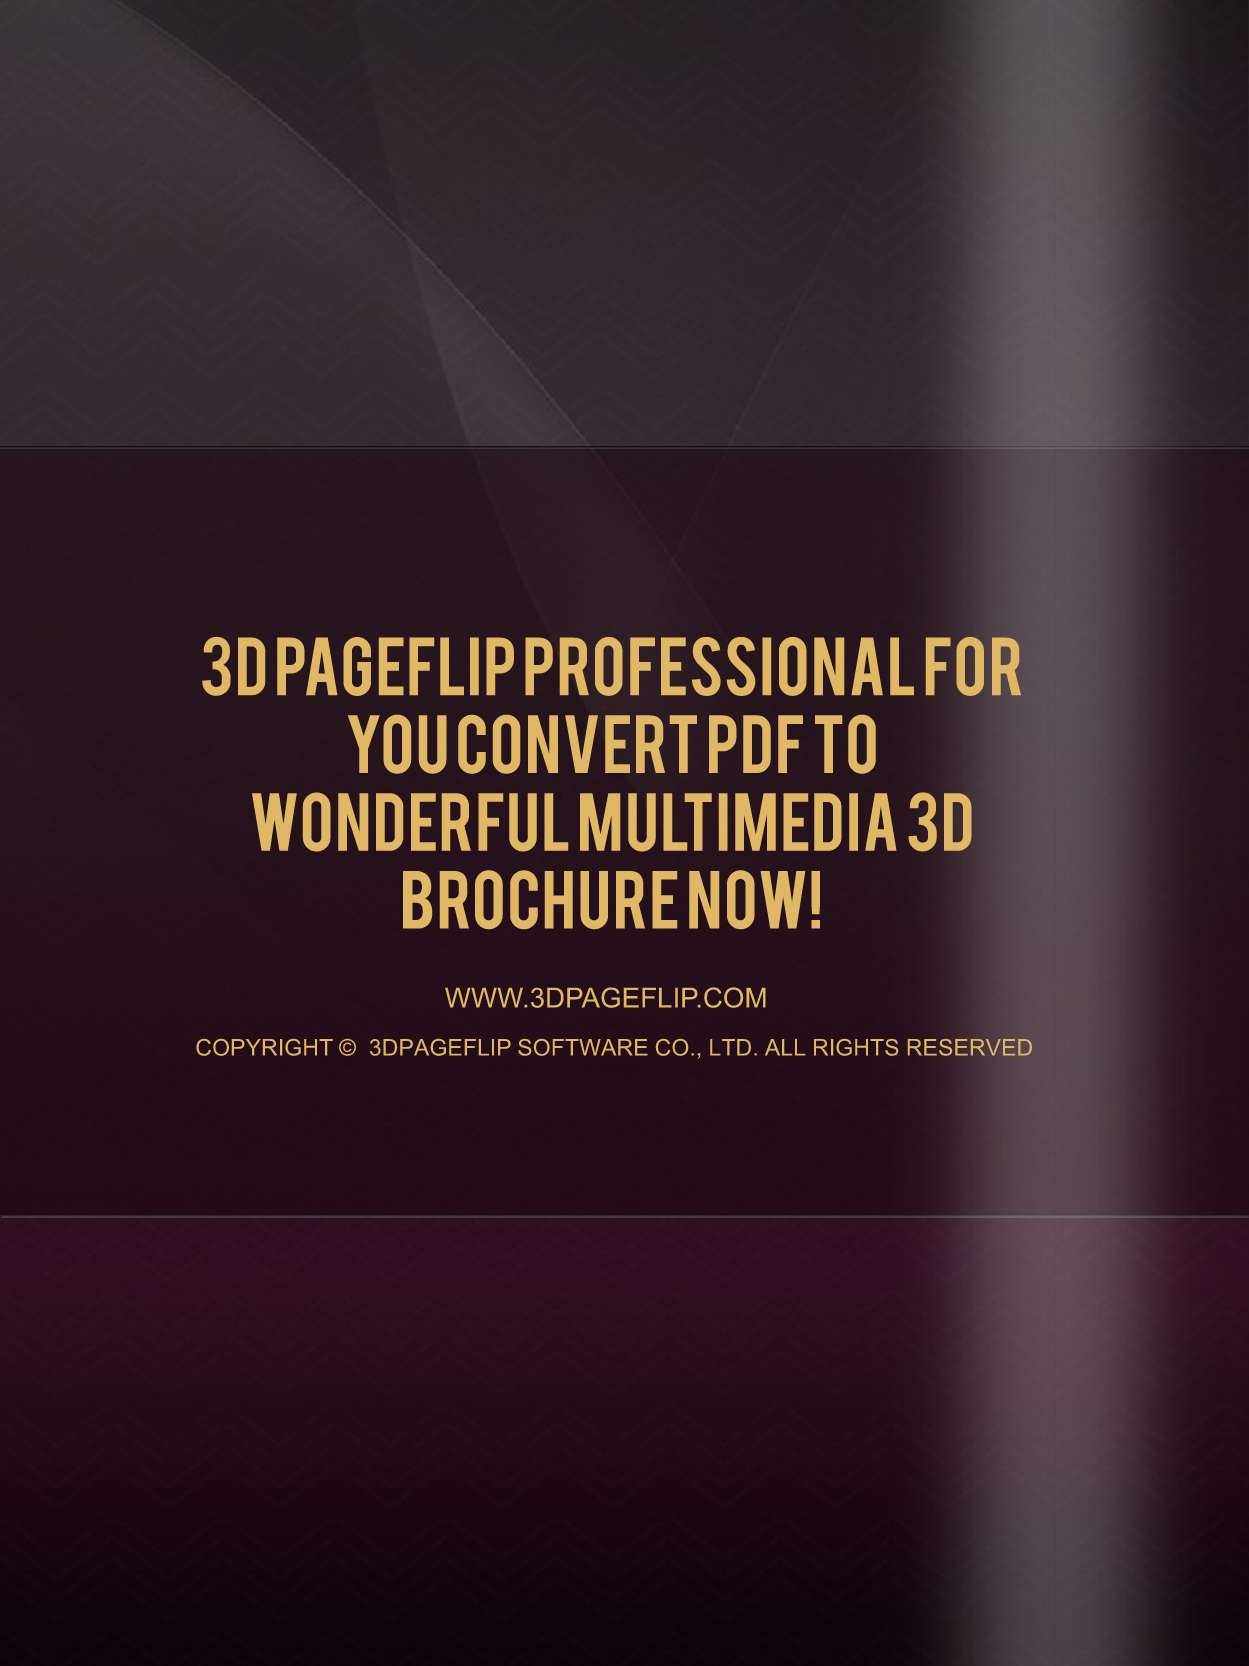 3D PAGEFLIP PROFESSIONAL FOR
YOU CONVERT PDF TO
WONDERFUL MULTIMEDIA 3D
BROCHURE NOW!
WWW.3DPAGEFLIP.COM
COPYRIGHT © 3DPAGEFLIP SOFTWARE CO., LTD. ALL RIGHTS RESERVED